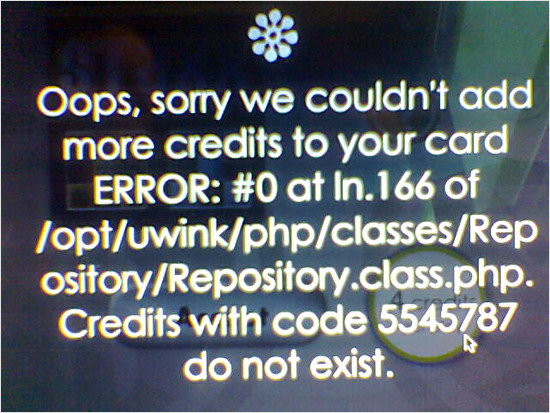 Oops, sorry we couldn't add
more credits to your card
ERROR: #0 at ln.166 of
/opt/uwink/php/classes/Rep
ository/Repository.class.php.
Credits with code 5545787
do not exist.